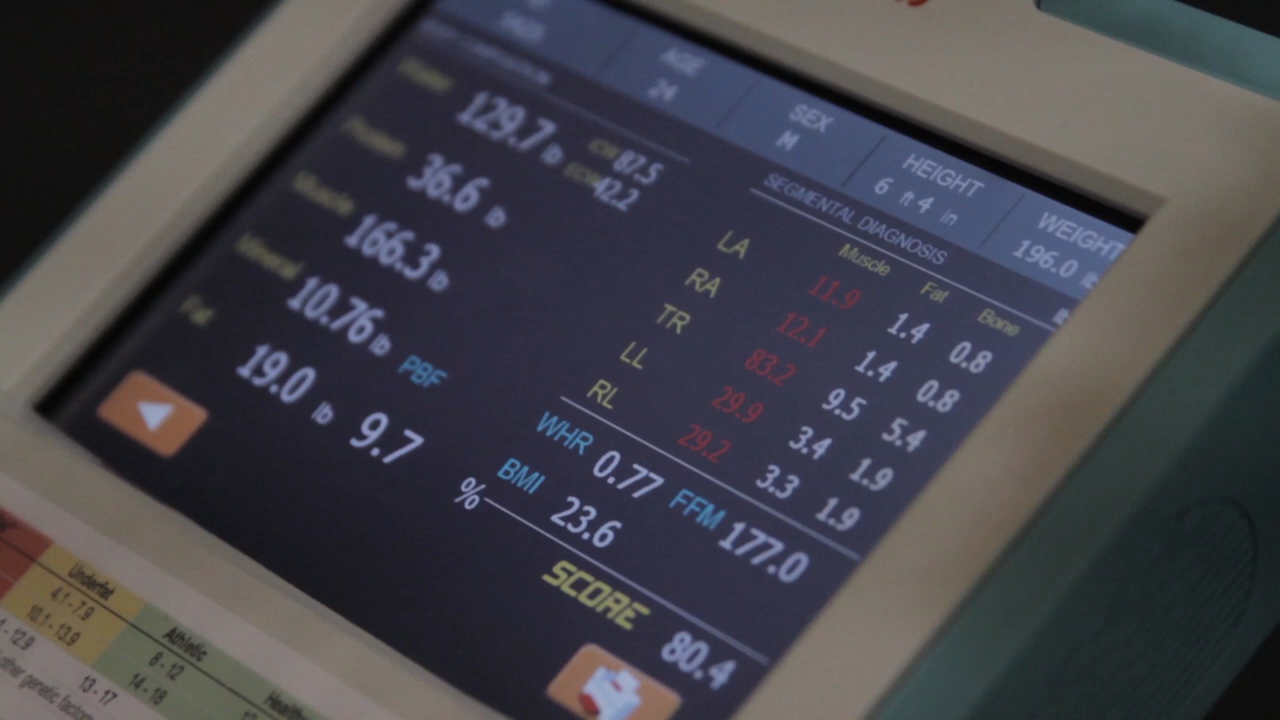 AGE SEX HEIGHT WEIGHT
24 M 6 ft 4 in 196.0
Water 129.7 lb ICW 87.5
ECW 42.2
Protein 36.6 lb
Muscle 166.3 lb
Mineral 10.76 lb
Fat 19.0 lb
PBF 9.7 %
SEGMENTAL DIAGNOSIS
Muscle Fat Bone
LA 11.9 1.4 0.8
RA 12.1 1.4 0.8
TR 83.2 9.5 5.4
LL 29.9 3.4 1.9
RL 29.2 3.3 1.9
WHR 0.77 FFM 177.0
BMI 23.6
SCORE 80.4
Underfat Athletic
4.1 - 7.9 8 - 12
10.1 - 13.9 14 - 18
- 12.9 13 - 17
other genetic factors